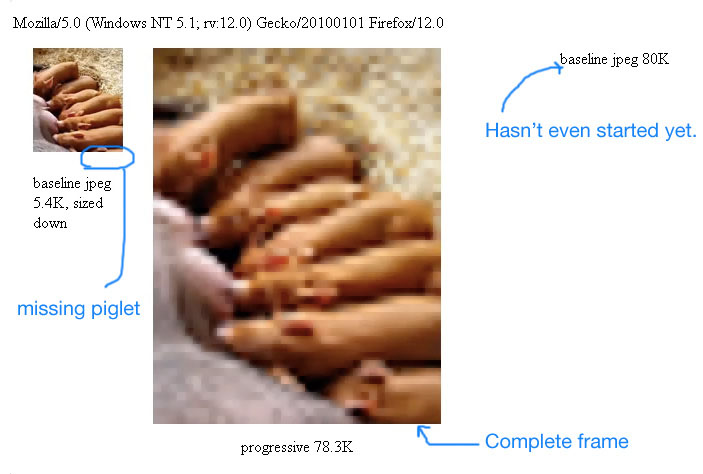 Mozilla/5.0 (Windows NT 5.1; rv:12.0) Gecko/20100101 Firefox/12.0
baseline jpeg 80K
Hasn't even started yet.
baseline jpeg
5.4K, sized
down
missing piglet
Complete frame
progressive 78.3K